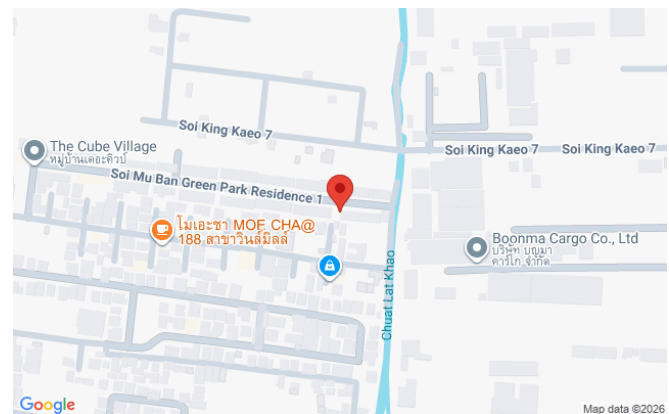 Soi King Kaeo 7
Soi King Kaeo 7
Soi King Kaeo 7
The Cube Village
หมู่บ้านเดอะคิวบ์
Soi Mu Ban Green Park Residence 1
โมเอะชา MOE CHA@
188 สาขาวินล์มิลล์
Boonma Cargo Co., Ltd
บริษัท บุญมา
คาร์โก จำกัด
Chuat Lat Khao
Google
Map data ©2026